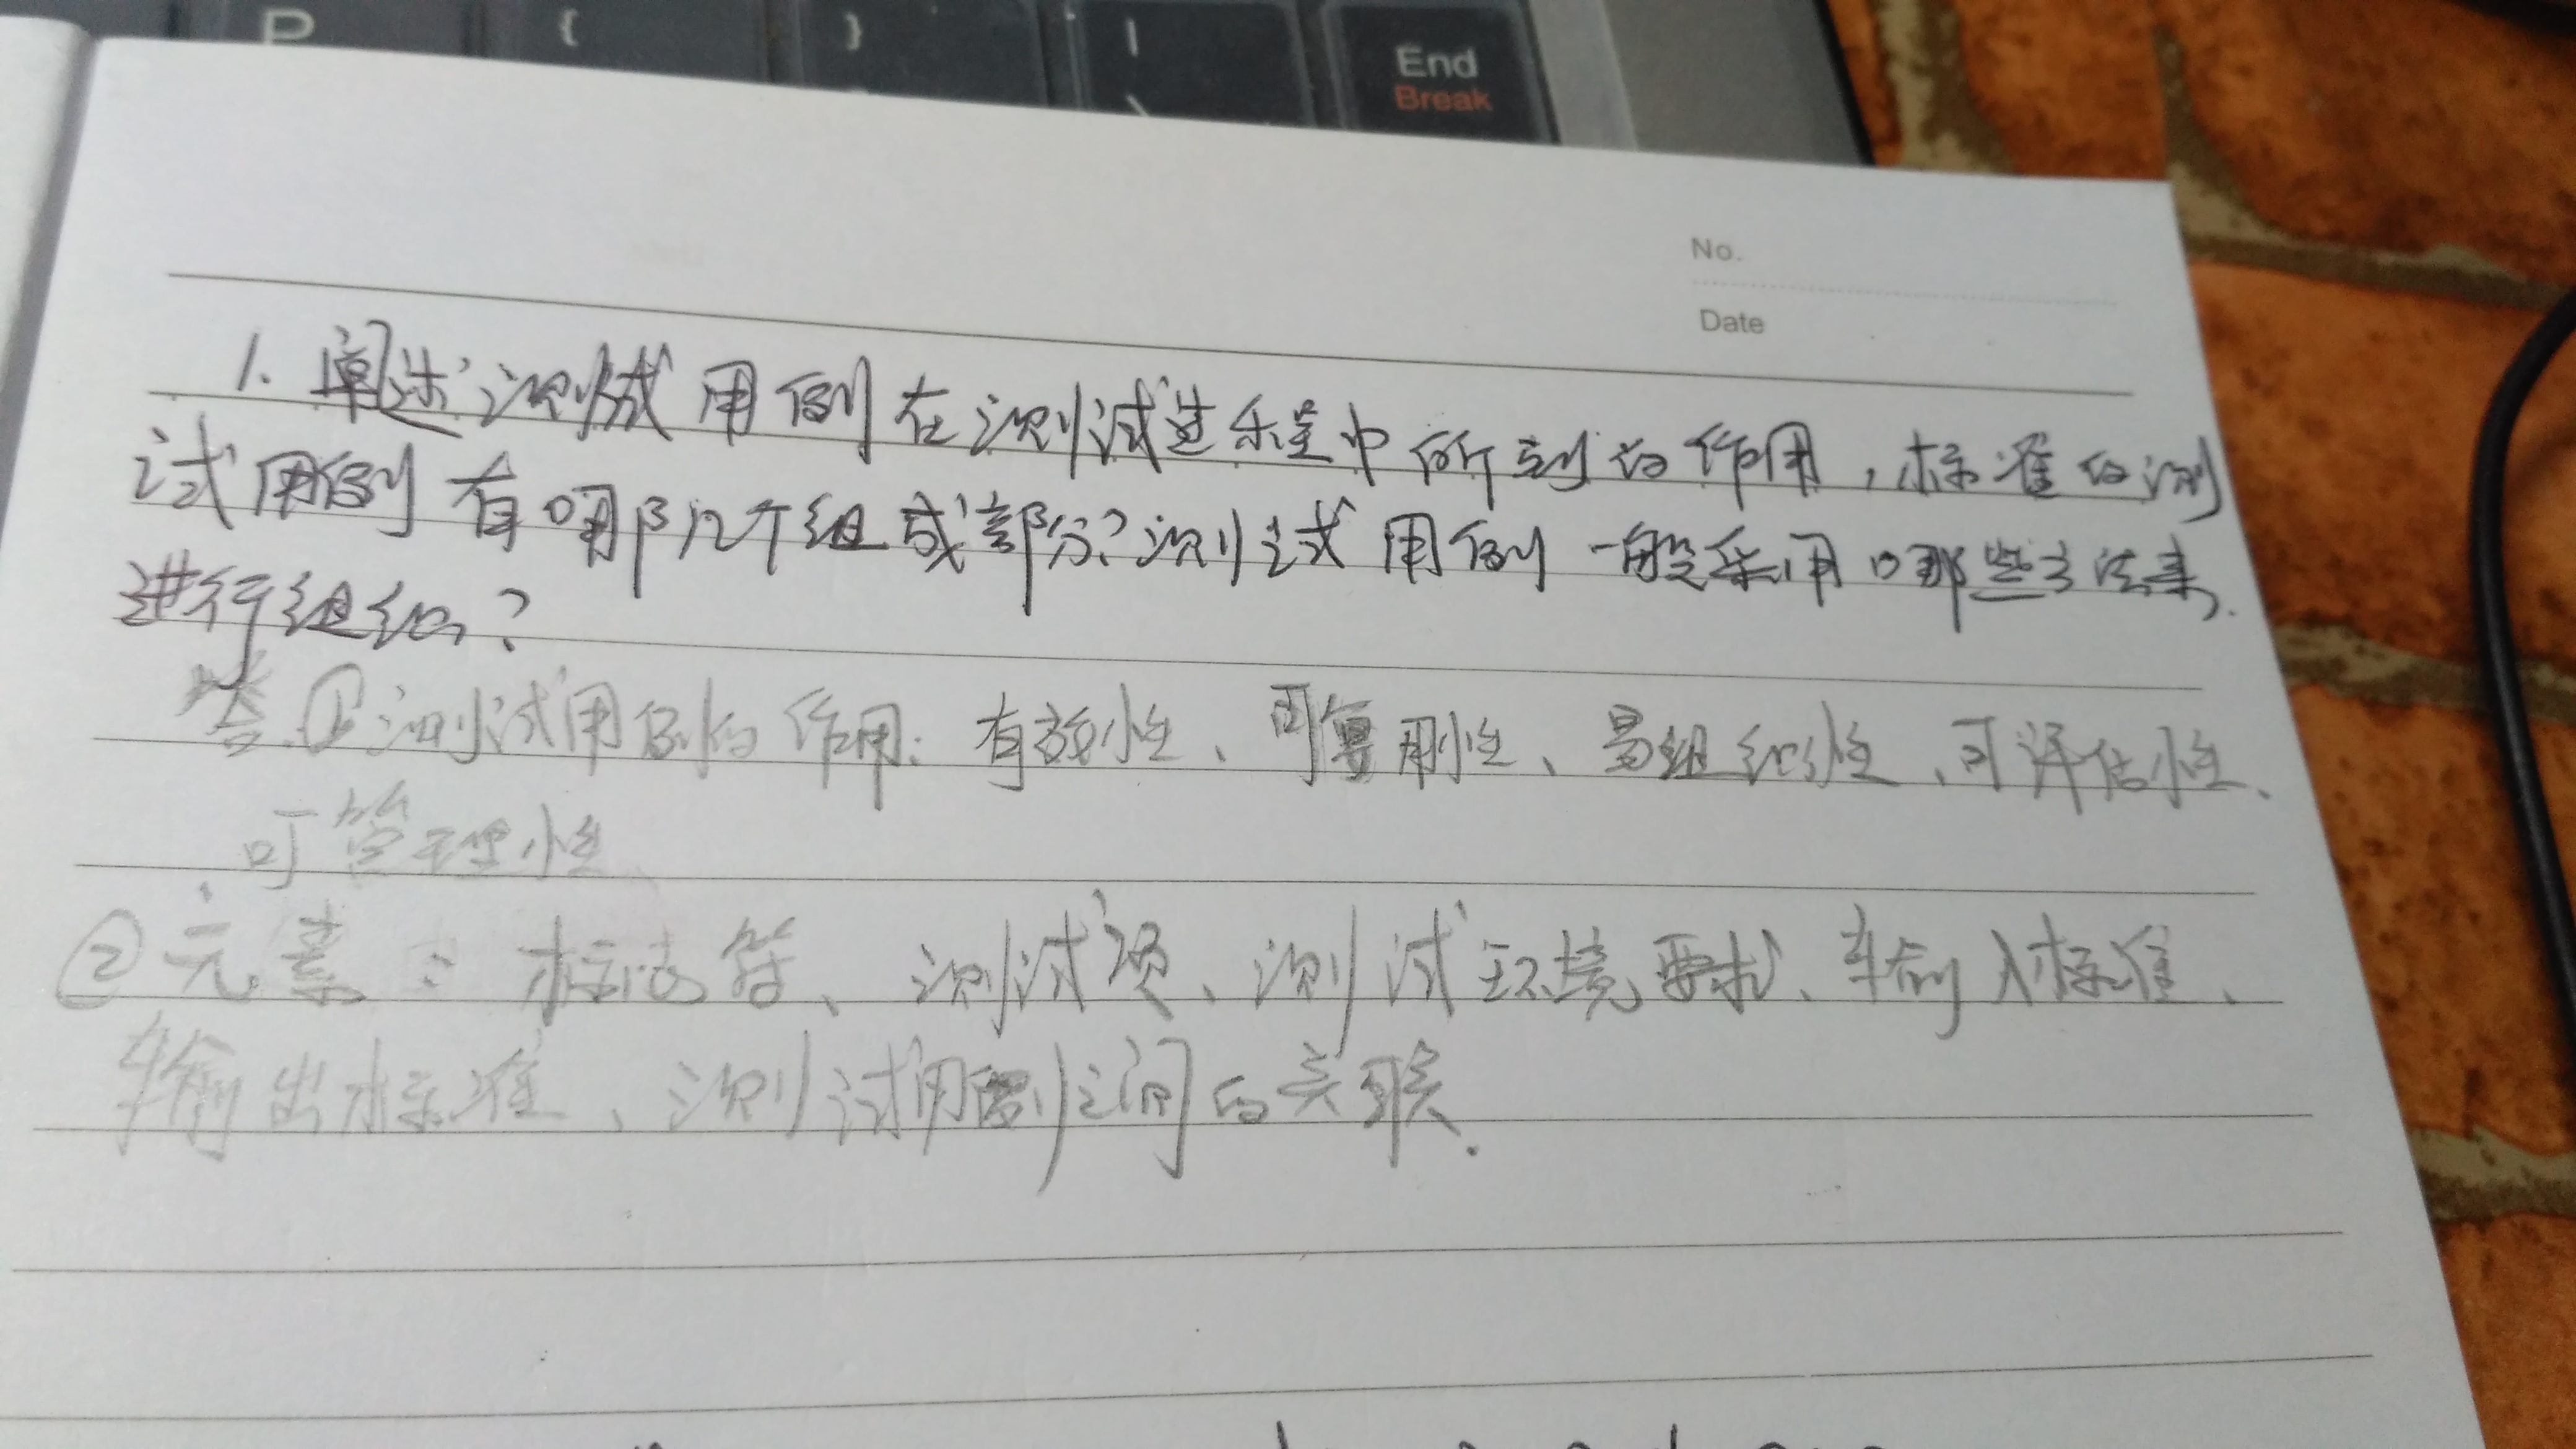 P { } | \ End
Break
No.
Date
1. 阐述测试用例在测试过程中所到的作用，标准的测
试用例有哪几个组成部分？测试用例一般采用哪些方法来
进行组织？
答.①测试用例的作用：有效性、可复用性、易组织性、可评估性、
可管理性
②元素：标志符、测试项、测试环境要求、输入标准、
输出标准、测试用例之间的关联.